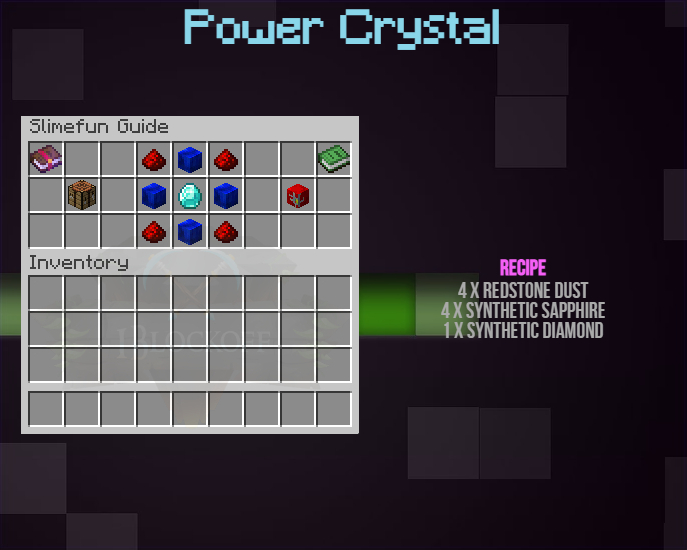 Power Crystal
Slimefun Guide
Inventory
RECIPE
4 X REDSTONE DUST
4 X SYNTHETIC SAPPHIRE
1 X SYNTHETIC DIAMOND